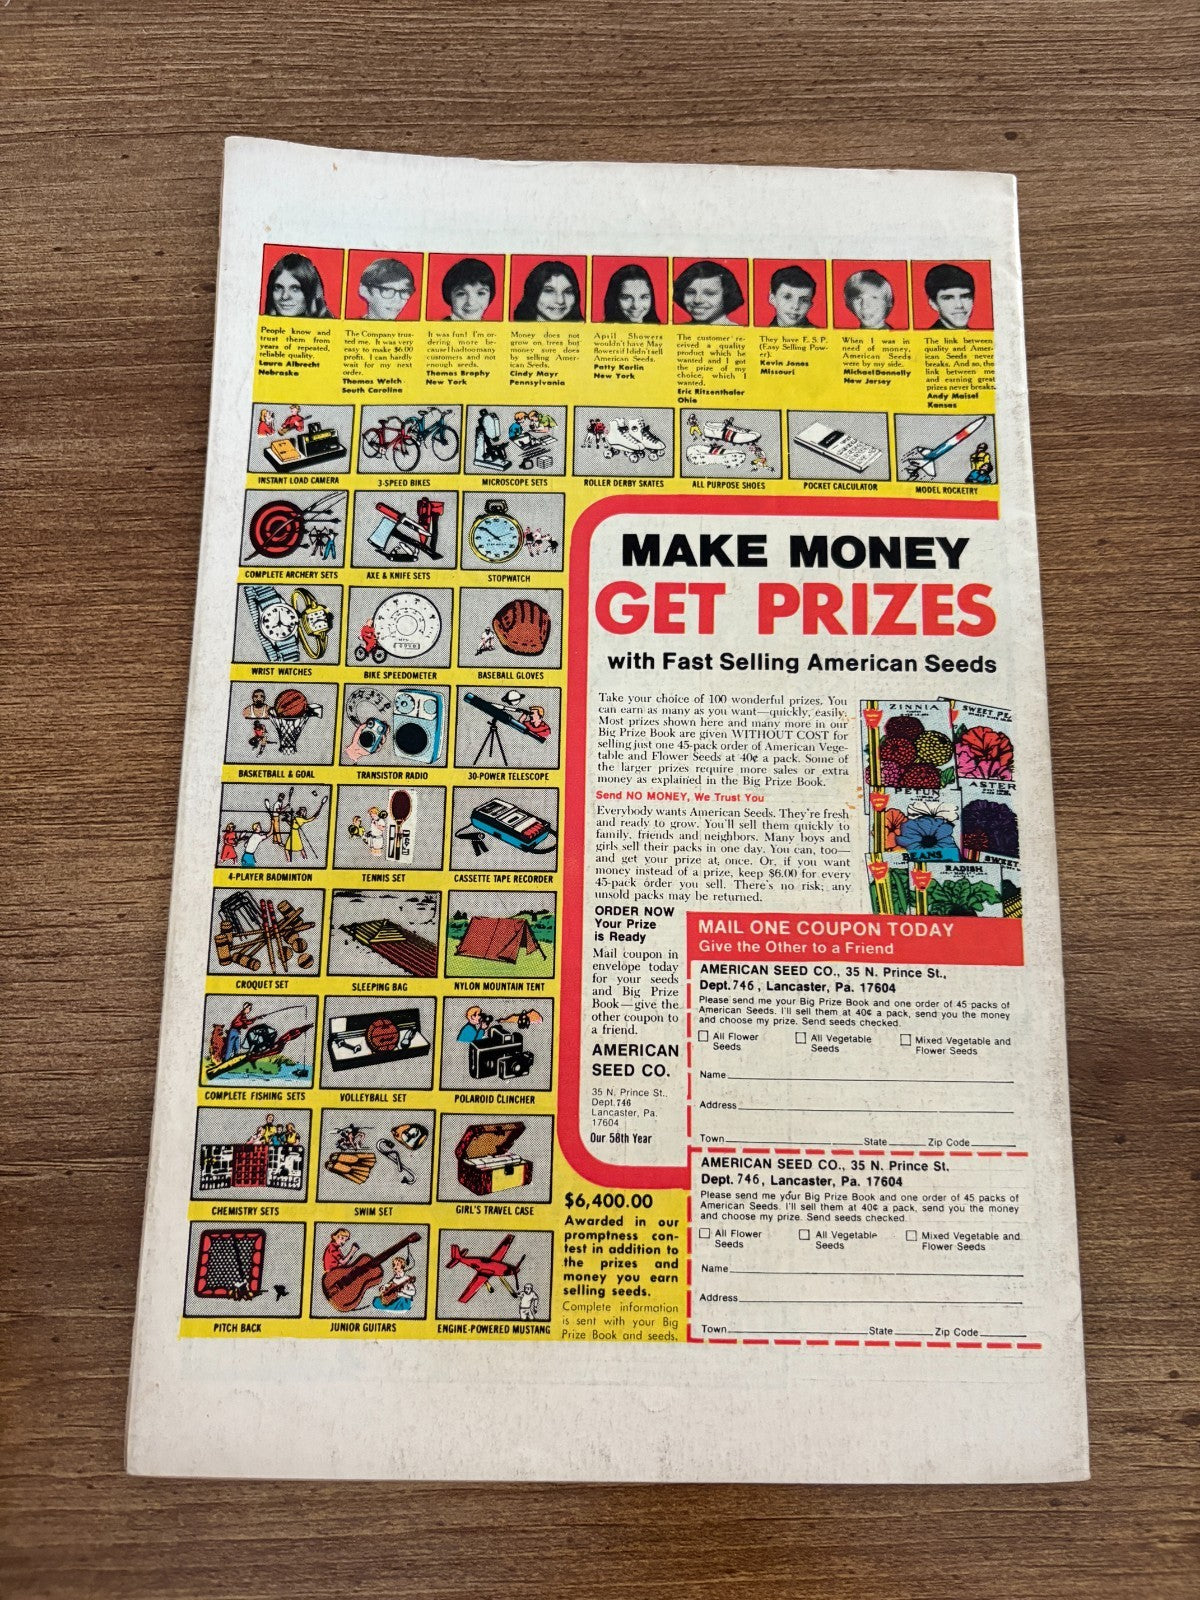 People know and
trust them from
years of repeated,
reliable quality.
Laura Albrecht
Nebraska
The Company trus-
ted me. It was very
easy to make $6.00
profit. I can hardly
wait for my next
order.
Thomas Welch
South Carolina
It was fun! I'm or-
dering more be-
cause I had too many
customers and not
enough seeds.
Thomas Brophy
New York
Money does not
grow on trees but
money sure does
by selling Amer-
ican Seeds.
Cindy Mayr
Pennsylvania
April Showers
wouldn't have May
flowers if I didn't sell
American Seeds.
Patty Karlin
New York
The customer re-
ceived a quality
product which he
wanted and I got
the prize of my
choice, which I
wanted.
Eric Ritzenthaler
Ohio
They have E.S.P.
(Easy Selling Pow-
er).
Kevin Jones
Missouri
When I was in
need of money,
American Seeds
were by my side.
Michael Donnelly
New Jersey
The link between
quality and Amer-
ican Seeds never
breaks. And so, the
link between me
and earning great
prizes never breaks.
Andy Maisel
Kansas
INSTANT LOAD CAMERA
3-SPEED BIKES
MICROSCOPE SETS
ROLLER DERBY SKATES
ALL PURPOSE SHOES
POCKET CALCULATOR
MODEL ROCKETRY
COMPLETE ARCHERY SETS
AXE & KNIFE SETS
STOPWATCH
WRIST WATCHES
BIKE SPEEDOMETER
BASEBALL GLOVES
BASKETBALL & GOAL
TRANSISTOR RADIO
30-POWER TELESCOPE
4-PLAYER BADMINTON
TENNIS SET
CASSETTE TAPE RECORDER
CROQUET SET
SLEEPING BAG
NYLON MOUNTAIN TENT
COMPLETE FISHING SETS
VOLLEYBALL SET
POLAROID CLINCHER
CHEMISTRY SETS
SWIM SET
GIRL'S TRAVEL CASE
PITCH BACK
JUNIOR GUITARS
ENGINE-POWERED MUSTANG
MAKE MONEY
GET PRIZES
with Fast Selling American Seeds
Take your choice of 100 wonderful prizes. You
can earn as many as you want—quickly, easily.
Most prizes shown here and many more in our
Big Prize Book are given WITHOUT COST for
selling just one 45-pack order of American Vege-
table and Flower Seeds at 40¢ a pack. Some of
the larger prizes require more sales or extra
money as explained in the Big Prize Book.
Send NO MONEY, We Trust You
Everybody wants American Seeds. They're fresh
and ready to grow. You'll sell them quickly to
family, friends and neighbors. Many boys and
girls sell their packs in one day. You can, too—
and get your prize at once. Or, if you want
money instead of a prize, keep $6.00 for every
45-pack order you sell. There's no risk; any
unsold packs may be returned.
ZINNIA
SWEET PE
PETUN
ASTER
BEANS
SWEET
RADISH
ORDER NOW
Your Prize
is Ready
Mail coupon in
envelope today
for your seeds
and Big Prize
Book—give the
other coupon to
a friend.
AMERICAN
SEED CO.
35 N. Prince St.,
Dept.746
Lancaster, Pa.
17604
Our 58th Year
$6,400.00
Awarded in our
promptness con-
test in addition to
the prizes and
money you earn
selling seeds.
Complete information
is sent with your Big
Prize Book and seeds.
MAIL ONE COUPON TODAY
Give the Other to a Friend
AMERICAN SEED CO., 35 N. Prince St.,
Dept.746, Lancaster, Pa. 17604
Please send me your Big Prize Book and one order of 45 packs of
American Seeds. I'll sell them at 40¢ a pack, send you the money
and choose my prize. Send seeds checked.
All Flower
Seeds
All Vegetable
Seeds
Mixed Vegetable and
Flower Seeds
Name
Address
Town State Zip Code
AMERICAN SEED CO., 35 N. Prince St.
Dept.746, Lancaster, Pa. 17604
Please send me your Big Prize Book and one order of 45 packs of
American Seeds. I'll sell them at 40¢ a pack, send you the money
and choose my prize. Send seeds checked.
All Flower
Seeds
All Vegetable
Seeds
Mixed Vegetable and
Flower Seeds
Name
Address
Town State Zip Code